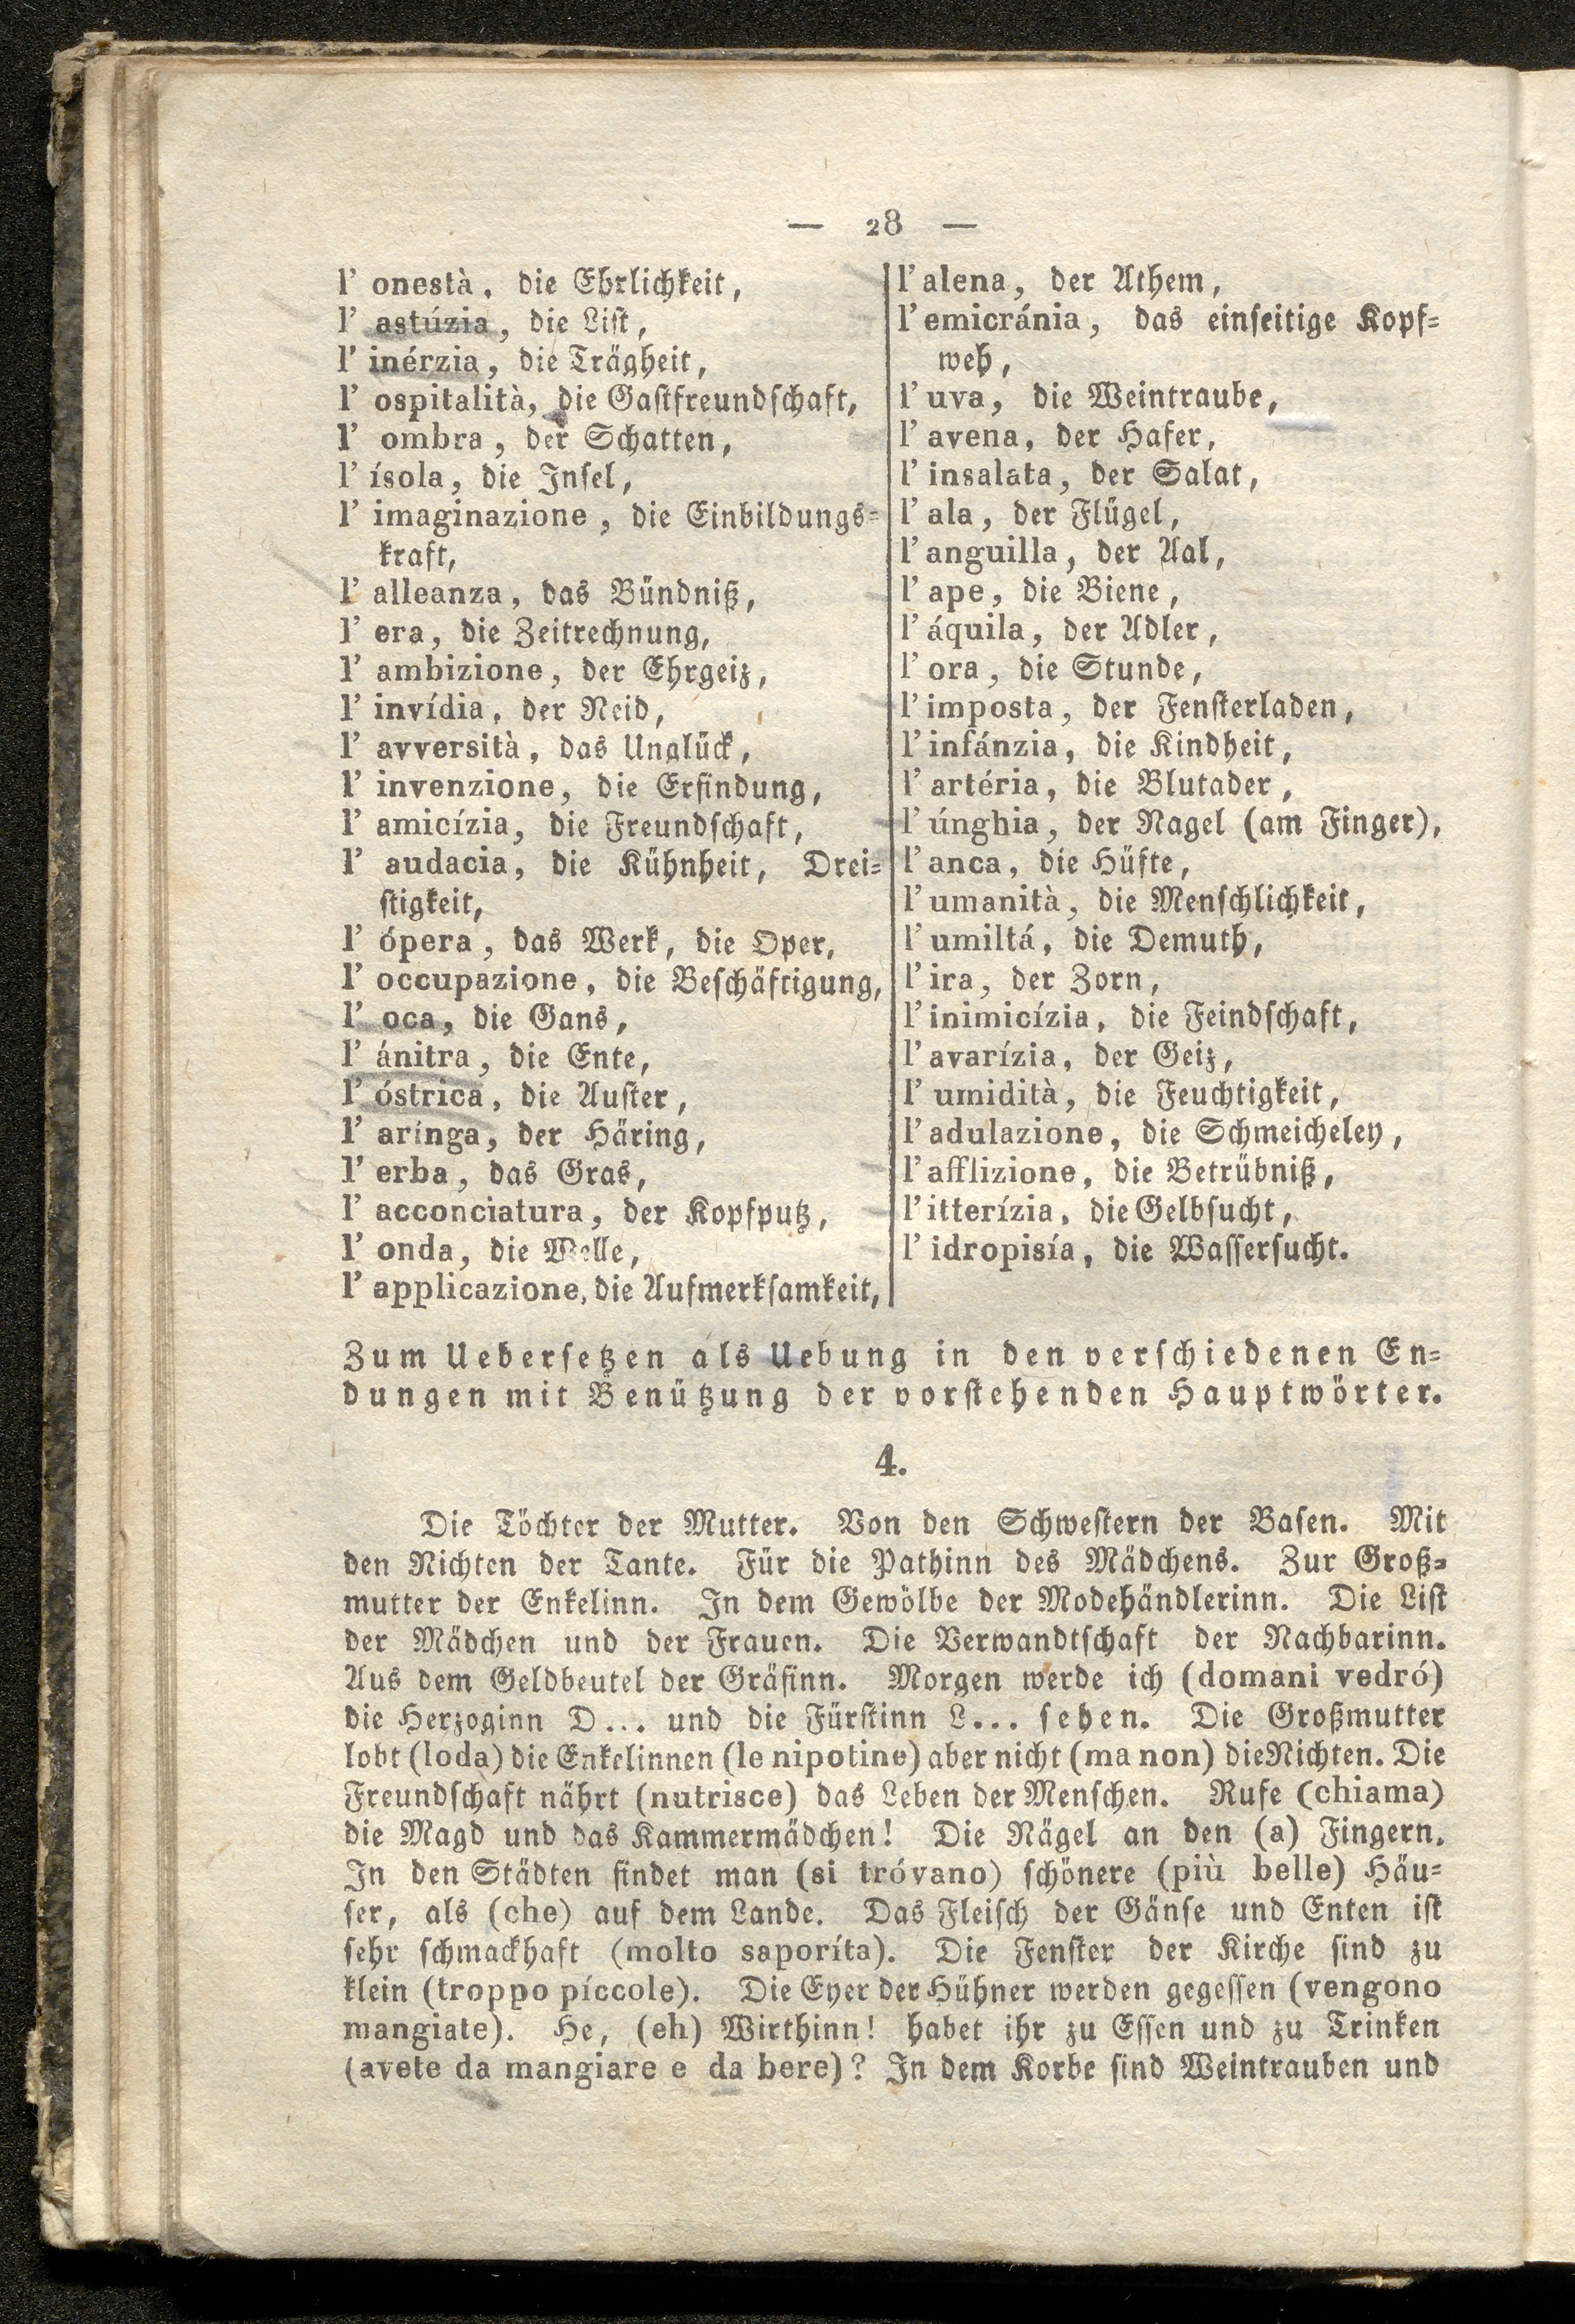 — 28 —
l' onestà, die Ehrlichkeit,
l' astúzia, die List,
l' inérzia, die Trägheit,
l' ospitalità, die Gastfreundschaft,
l' ombra, der Schatten,
l' ísola, die Insel,
l' imaginazione, die Einbildungs-
kraft,
l' alleanza, das Bündniß,
l' era, die Zeitrechnung,
l' ambizione, der Ehrgeiz,
l' invídia, der Neid,
l' avversità, das Unglück,
l' invenzione, die Erfindung,
l' amicízia, die Freundschaft,
l' audacia, die Kühnheit, Drei-
stigkeit,
l' ópera, das Werk, die Oper,
l' occupazione, die Beschäftigung,
l' oca, die Gans,
l' ánitra, die Ente,
l' óstrica, die Auster,
l' arínga, der Häring,
l' erba, das Gras,
l' acconciatura, der Kopfputz,
l' onda, die Welle,
l' applicazione, die Aufmerksamkeit,
l' alena, der Athem,
l' emicránia, das einseitige Kopf-
weh,
l' uva, die Weintraube,
l' avena, der Hafer,
l' insalata, der Salat,
l' ala, der Flügel,
l' anguilla, der Aal,
l' ape, die Biene,
l' áquila, der Adler,
l' ora, die Stunde,
l' imposta, der Fensterladen,
l' infánzia, die Kindheit,
l' artéria, die Blutader,
l' únghia, der Nagel (am Finger),
l' anca, die Hüfte,
l' umanità, die Menschlichkeit,
l' umiltá, die Demuth,
l' ira, der Zorn,
l' inimicízia, die Feindschaft,
l' avarízia, der Geiz,
l' umidità, die Feuchtigkeit,
l' adulazione, die Schmeicheley,
l' afflizione, die Betrübniß,
l' itterízia, die Gelbsucht,
l' idropisía, die Wassersucht.
Zum Uebersetzen als Uebung in den verschiedenen En-
dungen mit Benützung der vorstehenden Hauptwörter.
4.
Die Töchter der Mutter. Von den Schwestern der Basen. Mit
den Nichten der Tante. Für die Pathinn des Mädchens. Zur Groß-
mutter der Enkelinn. In dem Gewölbe der Modehändlerinn. Die List
der Mädchen und der Frauen. Die Verwandtschaft der Nachbarinn.
Aus dem Geldbeutel der Gräfinn. Morgen werde ich (domani vedró)
die Herzoginn D... und die Fürstinn L... sehen. Die Großmutter
lobt (loda) die Enkelinnen (le nipotine) aber nicht (ma non) die Nichten. Die
Freundschaft nährt (nutrisce) das Leben der Menschen. Rufe (chiama)
die Magd und das Kammermädchen! Die Nägel an den (a) Fingern.
In den Städten findet man (si tróvano) schönere (più belle) Häu-
ser, als (che) auf dem Lande. Das Fleisch der Gänse und Enten ist
sehr schmackhaft (molto saporíta). Die Fenster der Kirche sind zu
klein (troppo píccole). Die Eyer der Hühner werden gegessen (vengono
mangiate). He, (eh) Wirthinn! habet ihr zu Essen und zu Trinken
(avete da mangiare e da bere)? In dem Korbe sind Weintrauben und